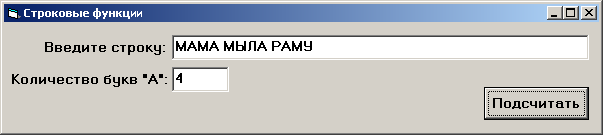 Строковые функции
Введите строку: МАМА МЫЛА РАМУ
Количество букв "А": 4
Подсчитать